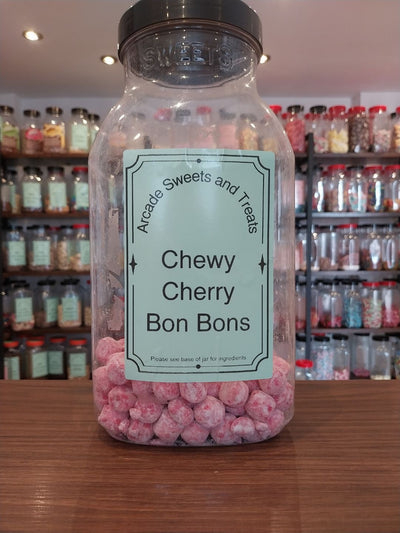 SWEETS
Arcade Sweets and Treats
Chewy
Cherry
Bon Bons
Please see base of jar for ingredients